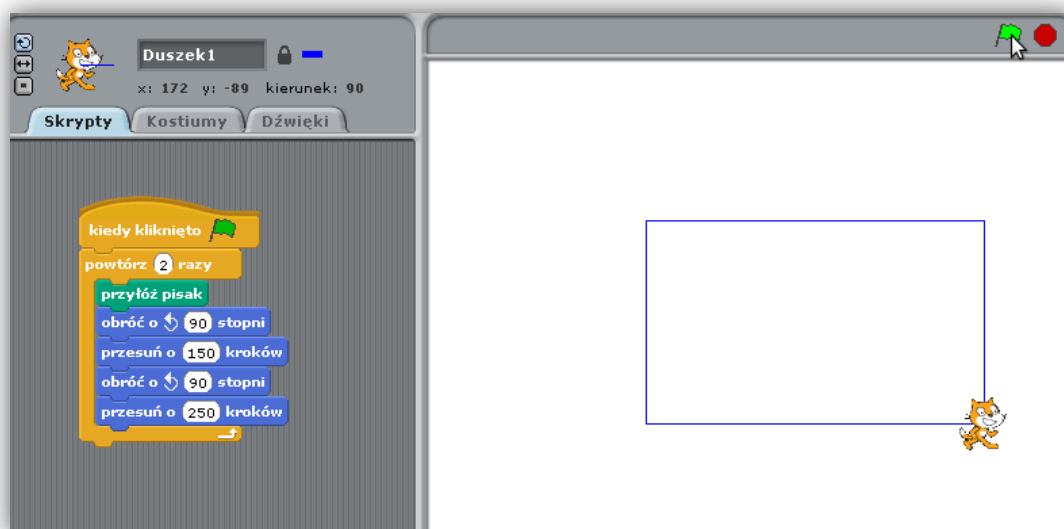 Duszek1
x: 172 y: -89 kierunek: 90
Skrypty Kostiumy Dźwięki
kiedy kliknięto
powtórz 2 razy
przyłóż pisak
obróć o 90 stopni
przesuń o 150 kroków
obróć o 90 stopni
przesuń o 250 kroków